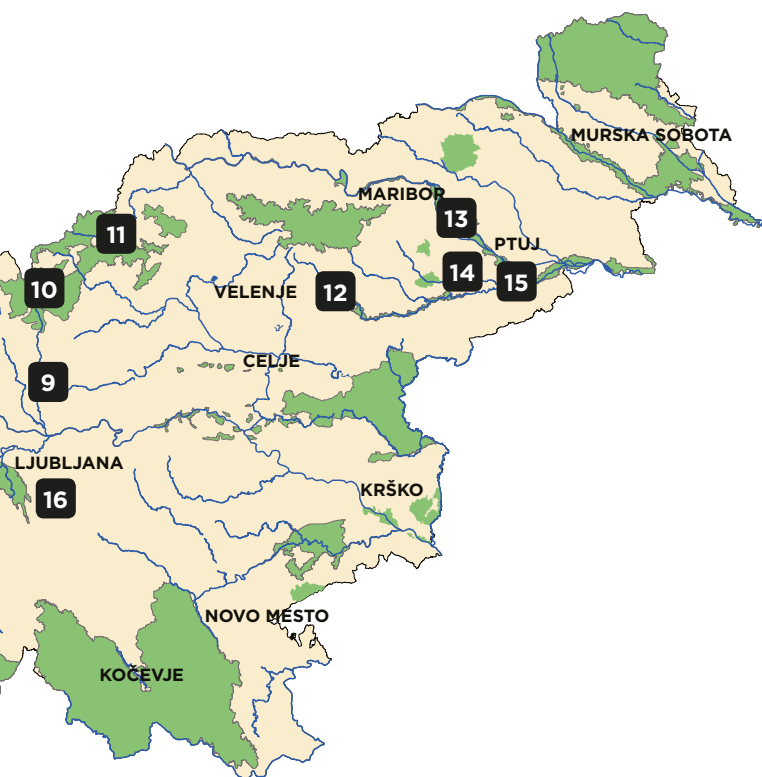 MURSKA SOBOTA
MARIBOR
13
11
PTUJ
14
15
10
VELENJE
12
CELJE
9
LJUBLJANA
16
KRŠKO
NOVO MESTO
KOČEVJE